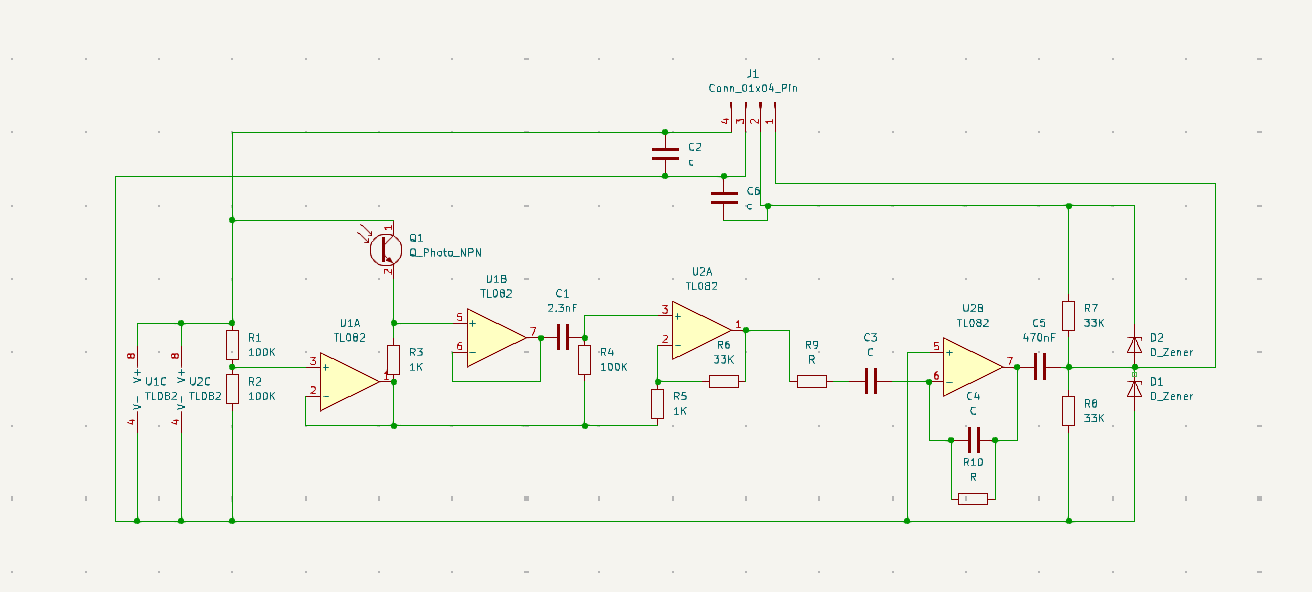 J1
Conn_01x04_Pin
4
3
2
1
C2
c
C6
c
1
Q1
Q_Photo_NPN
2
U1B
TL082
5
+
7
6
-
C1
2.3nF
U2A
TL082
3
+
1
2
-
R6
33K
U1A
TL082
3
+
1
2
-
R1
100K
R2
100K
R3
1K
R4
100K
R5
1K
8
V+
V-
4
U1C
TL082
8
V+
V-
4
U2C
TL082
R9
R
C3
C
U2B
TL082
5
+
7
6
-
C4
C
R10
R
C5
470nF
R7
33K
R8
33K
D2
D_Zener
D1
D_Zener